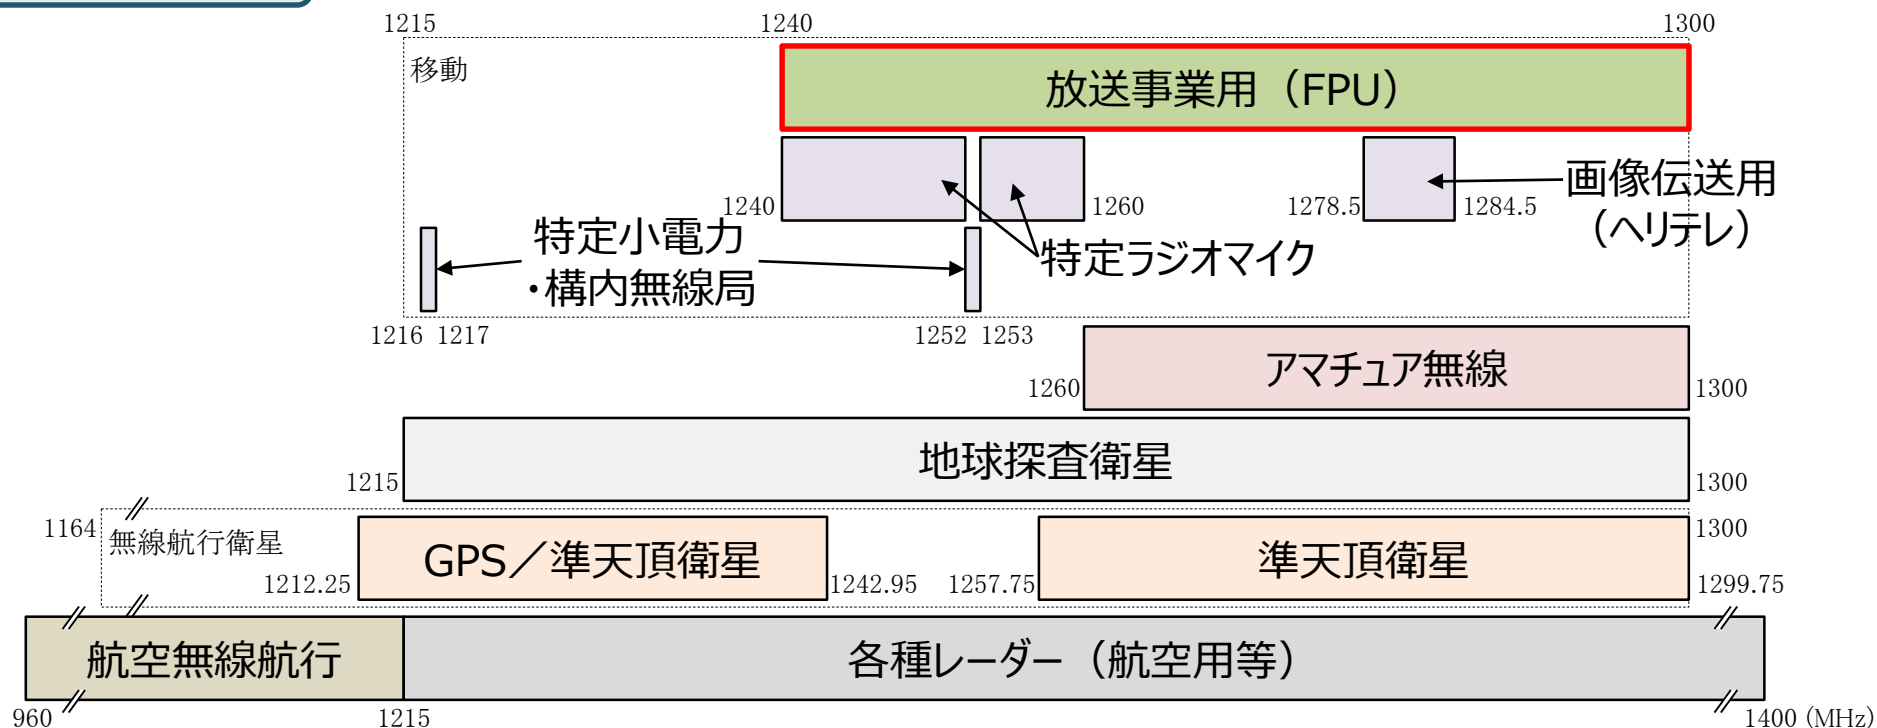 1215
1240
1300
移動
放送事業用（FPU）
1240
1260
1278.5
1284.5
画像伝送用
（ヘリテレ）
特定小電力
・構内無線局
特定ラジオマイク
1216 1217
1252 1253
1260
アマチュア無線
1300
1215
地球探査衛星
1300
1164
無線航行衛星
1300
1212.25
GPS／準天頂衛星
1242.95
1257.75
準天頂衛星
1299.75
航空無線航行
各種レーダー（航空用等）
960
1215
1400 (MHz)